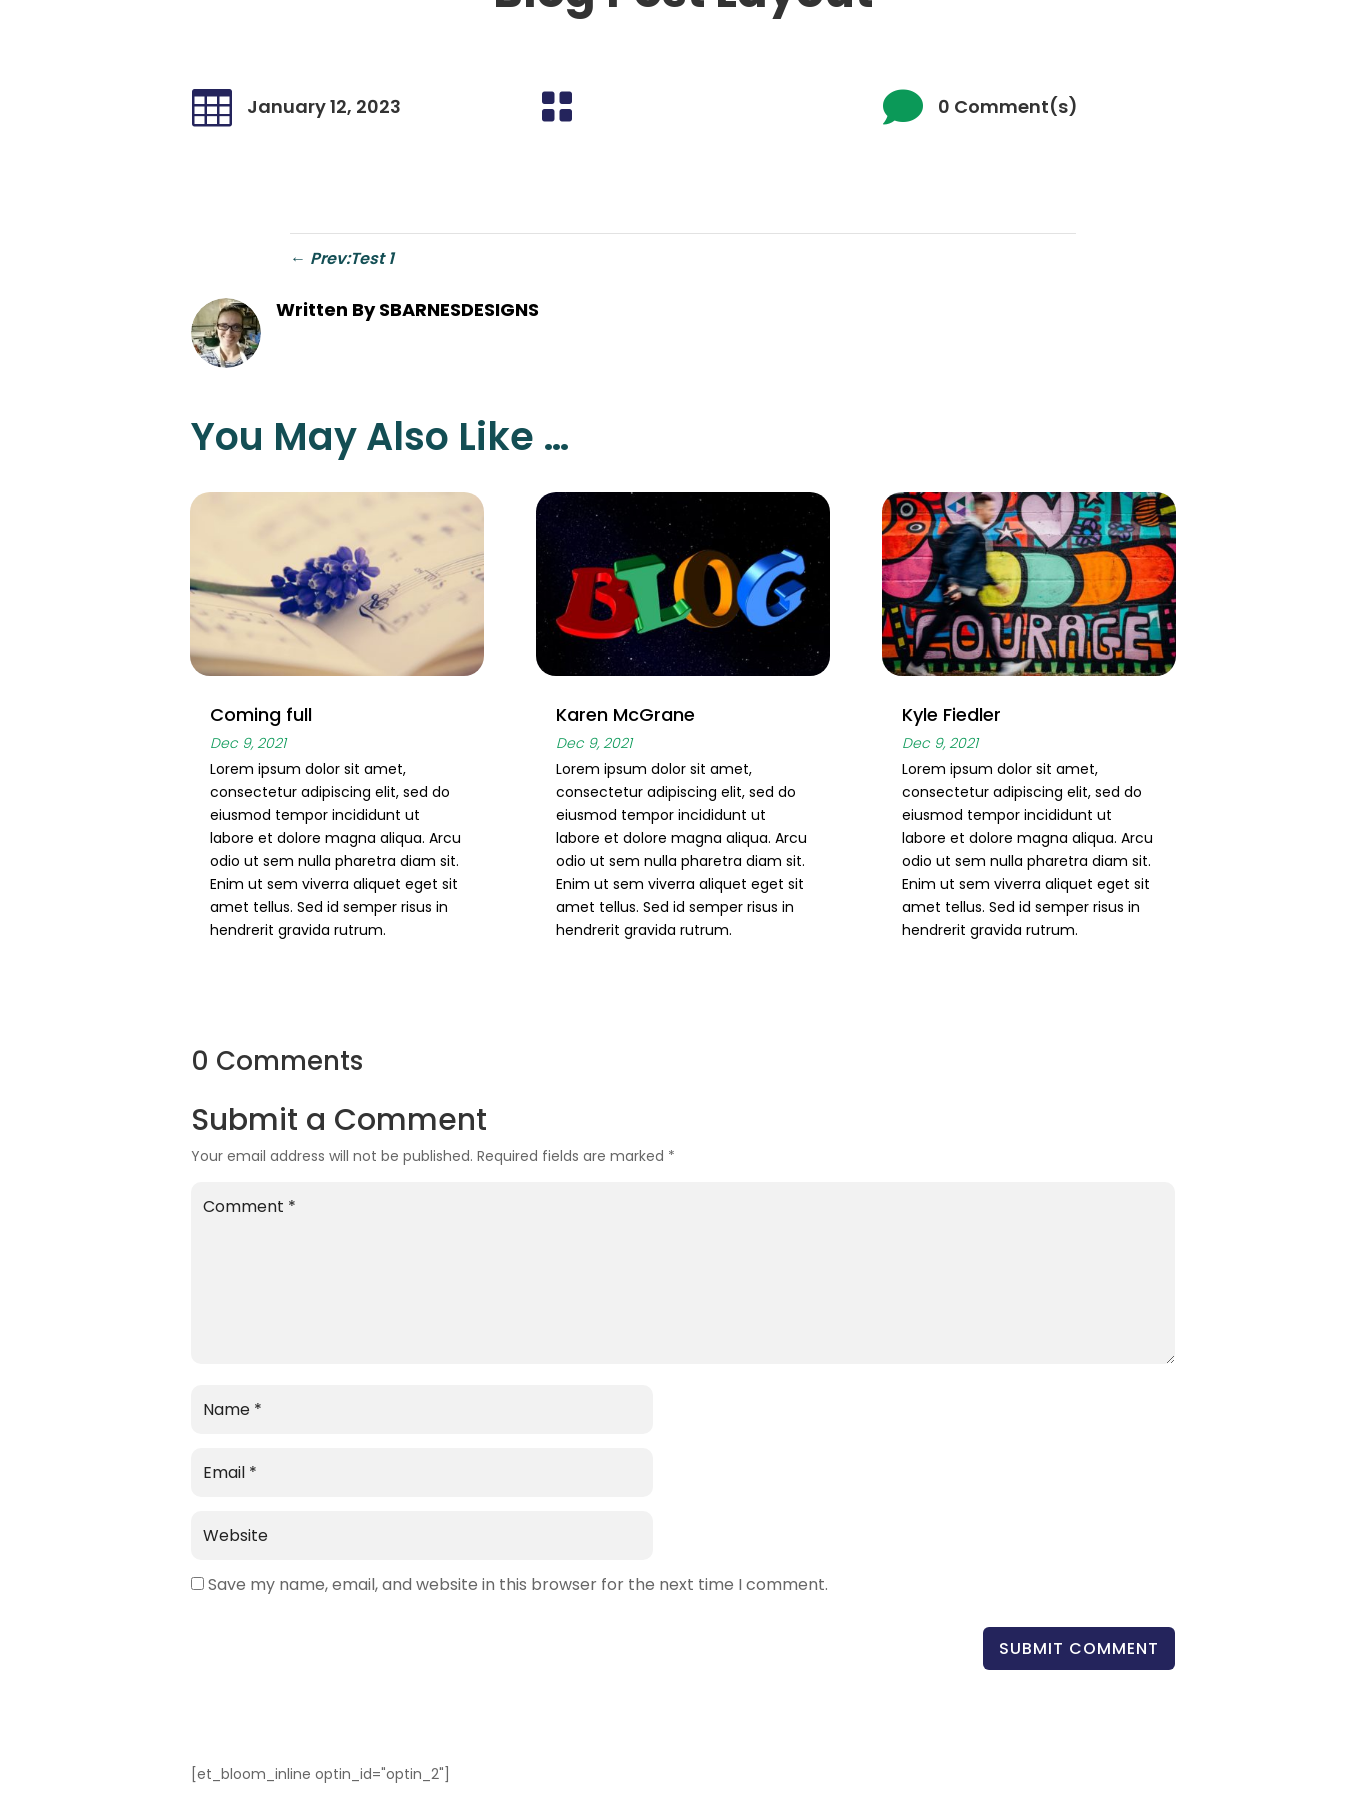 Blog Post Layout
January 12, 2023
0 Comment(s)
← Prev:Test 1
Written By SBARNESDESIGNS
You May Also Like …
BLOG
COURAGE
Coming full
Dec 9, 2021
Lorem ipsum dolor sit amet,
consectetur adipiscing elit, sed do
eiusmod tempor incididunt ut
labore et dolore magna aliqua. Arcu
odio ut sem nulla pharetra diam sit.
Enim ut sem viverra aliquet eget sit
amet tellus. Sed id semper risus in
hendrerit gravida rutrum.
Karen McGrane
Dec 9, 2021
Lorem ipsum dolor sit amet,
consectetur adipiscing elit, sed do
eiusmod tempor incididunt ut
labore et dolore magna aliqua. Arcu
odio ut sem nulla pharetra diam sit.
Enim ut sem viverra aliquet eget sit
amet tellus. Sed id semper risus in
hendrerit gravida rutrum.
Kyle Fiedler
Dec 9, 2021
Lorem ipsum dolor sit amet,
consectetur adipiscing elit, sed do
eiusmod tempor incididunt ut
labore et dolore magna aliqua. Arcu
odio ut sem nulla pharetra diam sit.
Enim ut sem viverra aliquet eget sit
amet tellus. Sed id semper risus in
hendrerit gravida rutrum.
0 Comments
Submit a Comment
Your email address will not be published. Required fields are marked *
Comment *
Name *
Email *
Website
Save my name, email, and website in this browser for the next time I comment.
SUBMIT COMMENT
[et_bloom_inline optin_id="optin_2"]